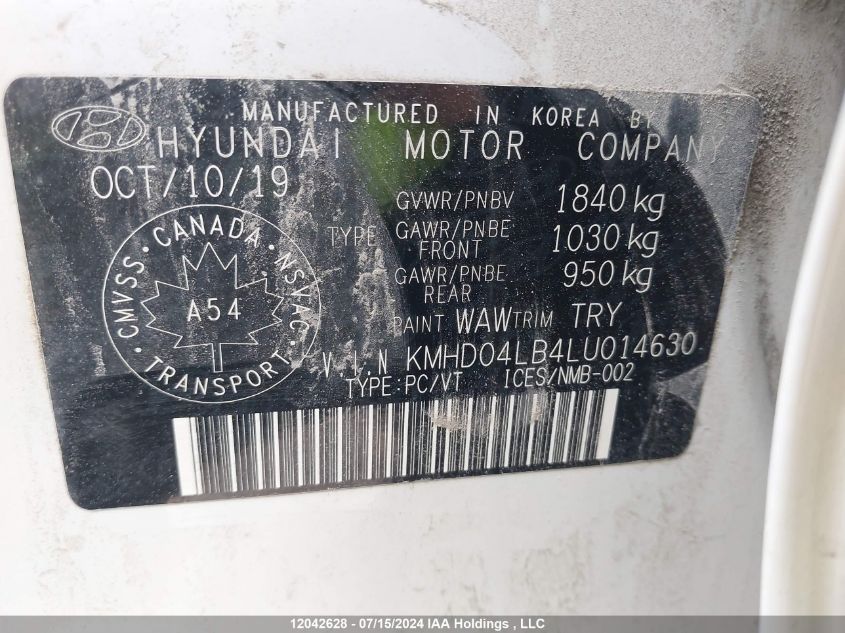 MANUFACTURED IN KOREA BY
HYUNDAI MOTOR COMPANY
OCT/10/19
GVWR/PNBV 1840 kg
TYPE GAWR/PNBE FRONT 1030 kg
GAWR/PNBE REAR 950 kg
PAINT WAW TRIM TRY
V.I.N KMHD04LB4LU014630
TYPE:PC/VT ICES/NMB-002
CMVSS · CANADA · NSVAC · TRANSPORT ·
A54
12042628 - 07/15/2024 IAA Holdings , LLC